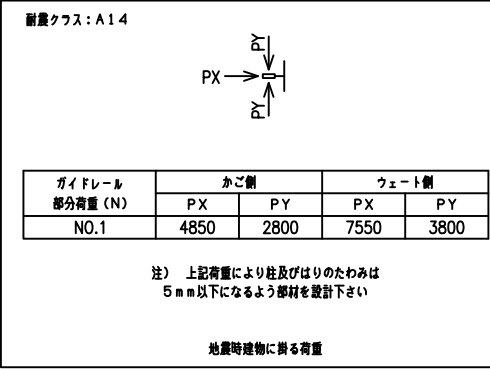 耐震クラス：A14
PY
PX
PY
ガイドレール
部分荷重（N） かご側 ウェート側
PX PY PX PY
NO.1 4850 2800 7550 3800
注） 上記荷重により柱及びはりのたわみは
5mm以下になるよう部材を設計下さい
地震時建物に掛る荷重